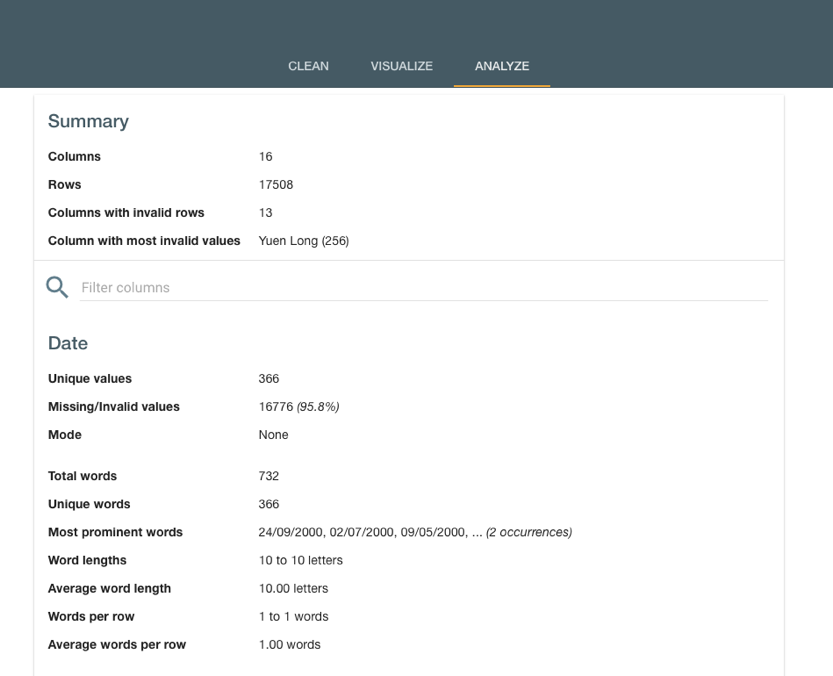 CLEAN VISUALIZE ANALYZE
Summary
Columns 16
Rows 17508
Columns with invalid rows 13
Column with most invalid values Yuen Long (256)
Filter columns
Date
Unique values 366
Missing/Invalid values 16776 (95.8%)
Mode None
Total words 732
Unique words 366
Most prominent words 24/09/2000, 02/07/2000, 09/05/2000, ... (2 occurrences)
Word lengths 10 to 10 letters
Average word length 10.00 letters
Words per row 1 to 1 words
Average words per row 1.00 words